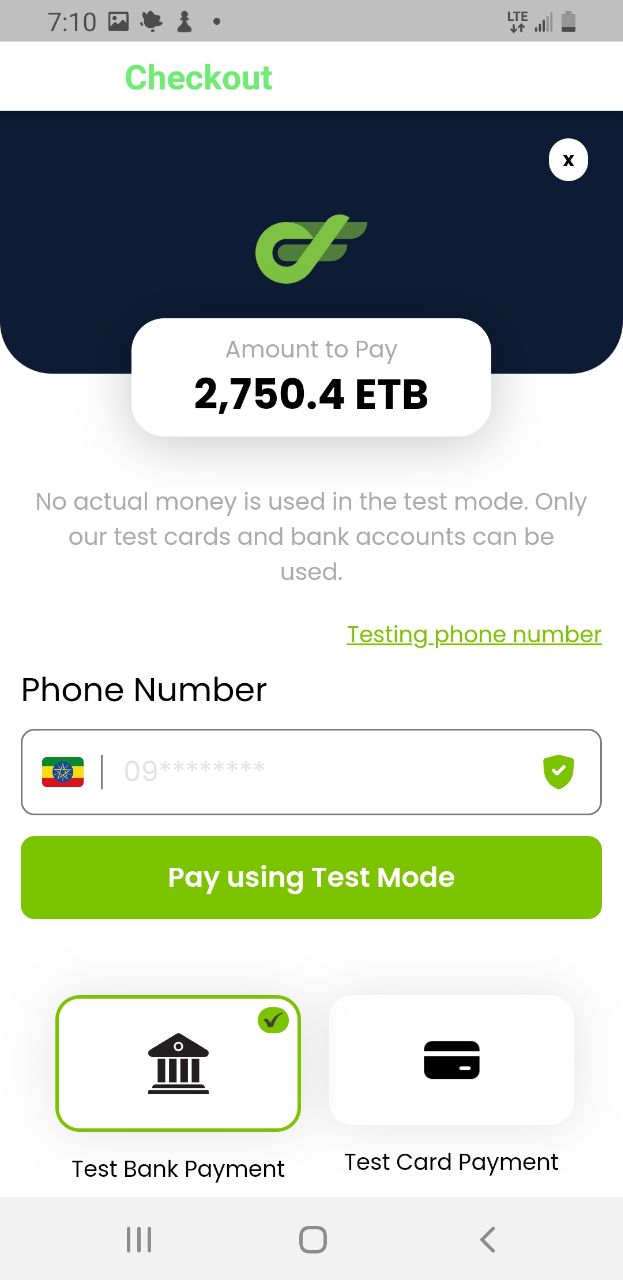 7:10
LTE
Checkout
x
Amount to Pay
2,750.4 ETB
No actual money is used in the test mode. Only
our test cards and bank accounts can be
used.
Testing phone number
Phone Number
09********
Pay using Test Mode
Test Bank Payment
Test Card Payment